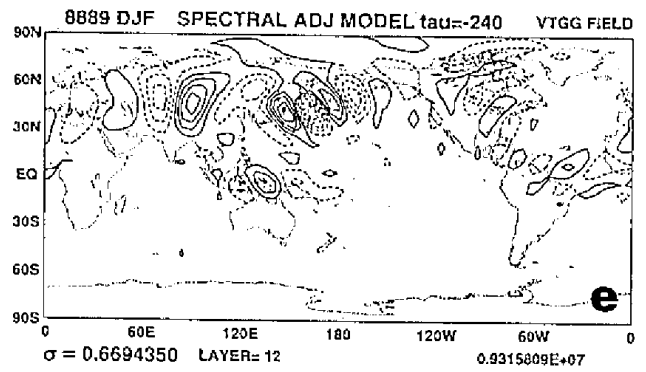 8889 DJF SPECTRAL ADJ MODEL tau=-240 VTGG FIELD
90N
60N
30N
EQ
30S
60S
90S
e
0 60E 120E 180 120W 60W 0
σ = 0.6694350 LAYER= 12 0.9315809E+07